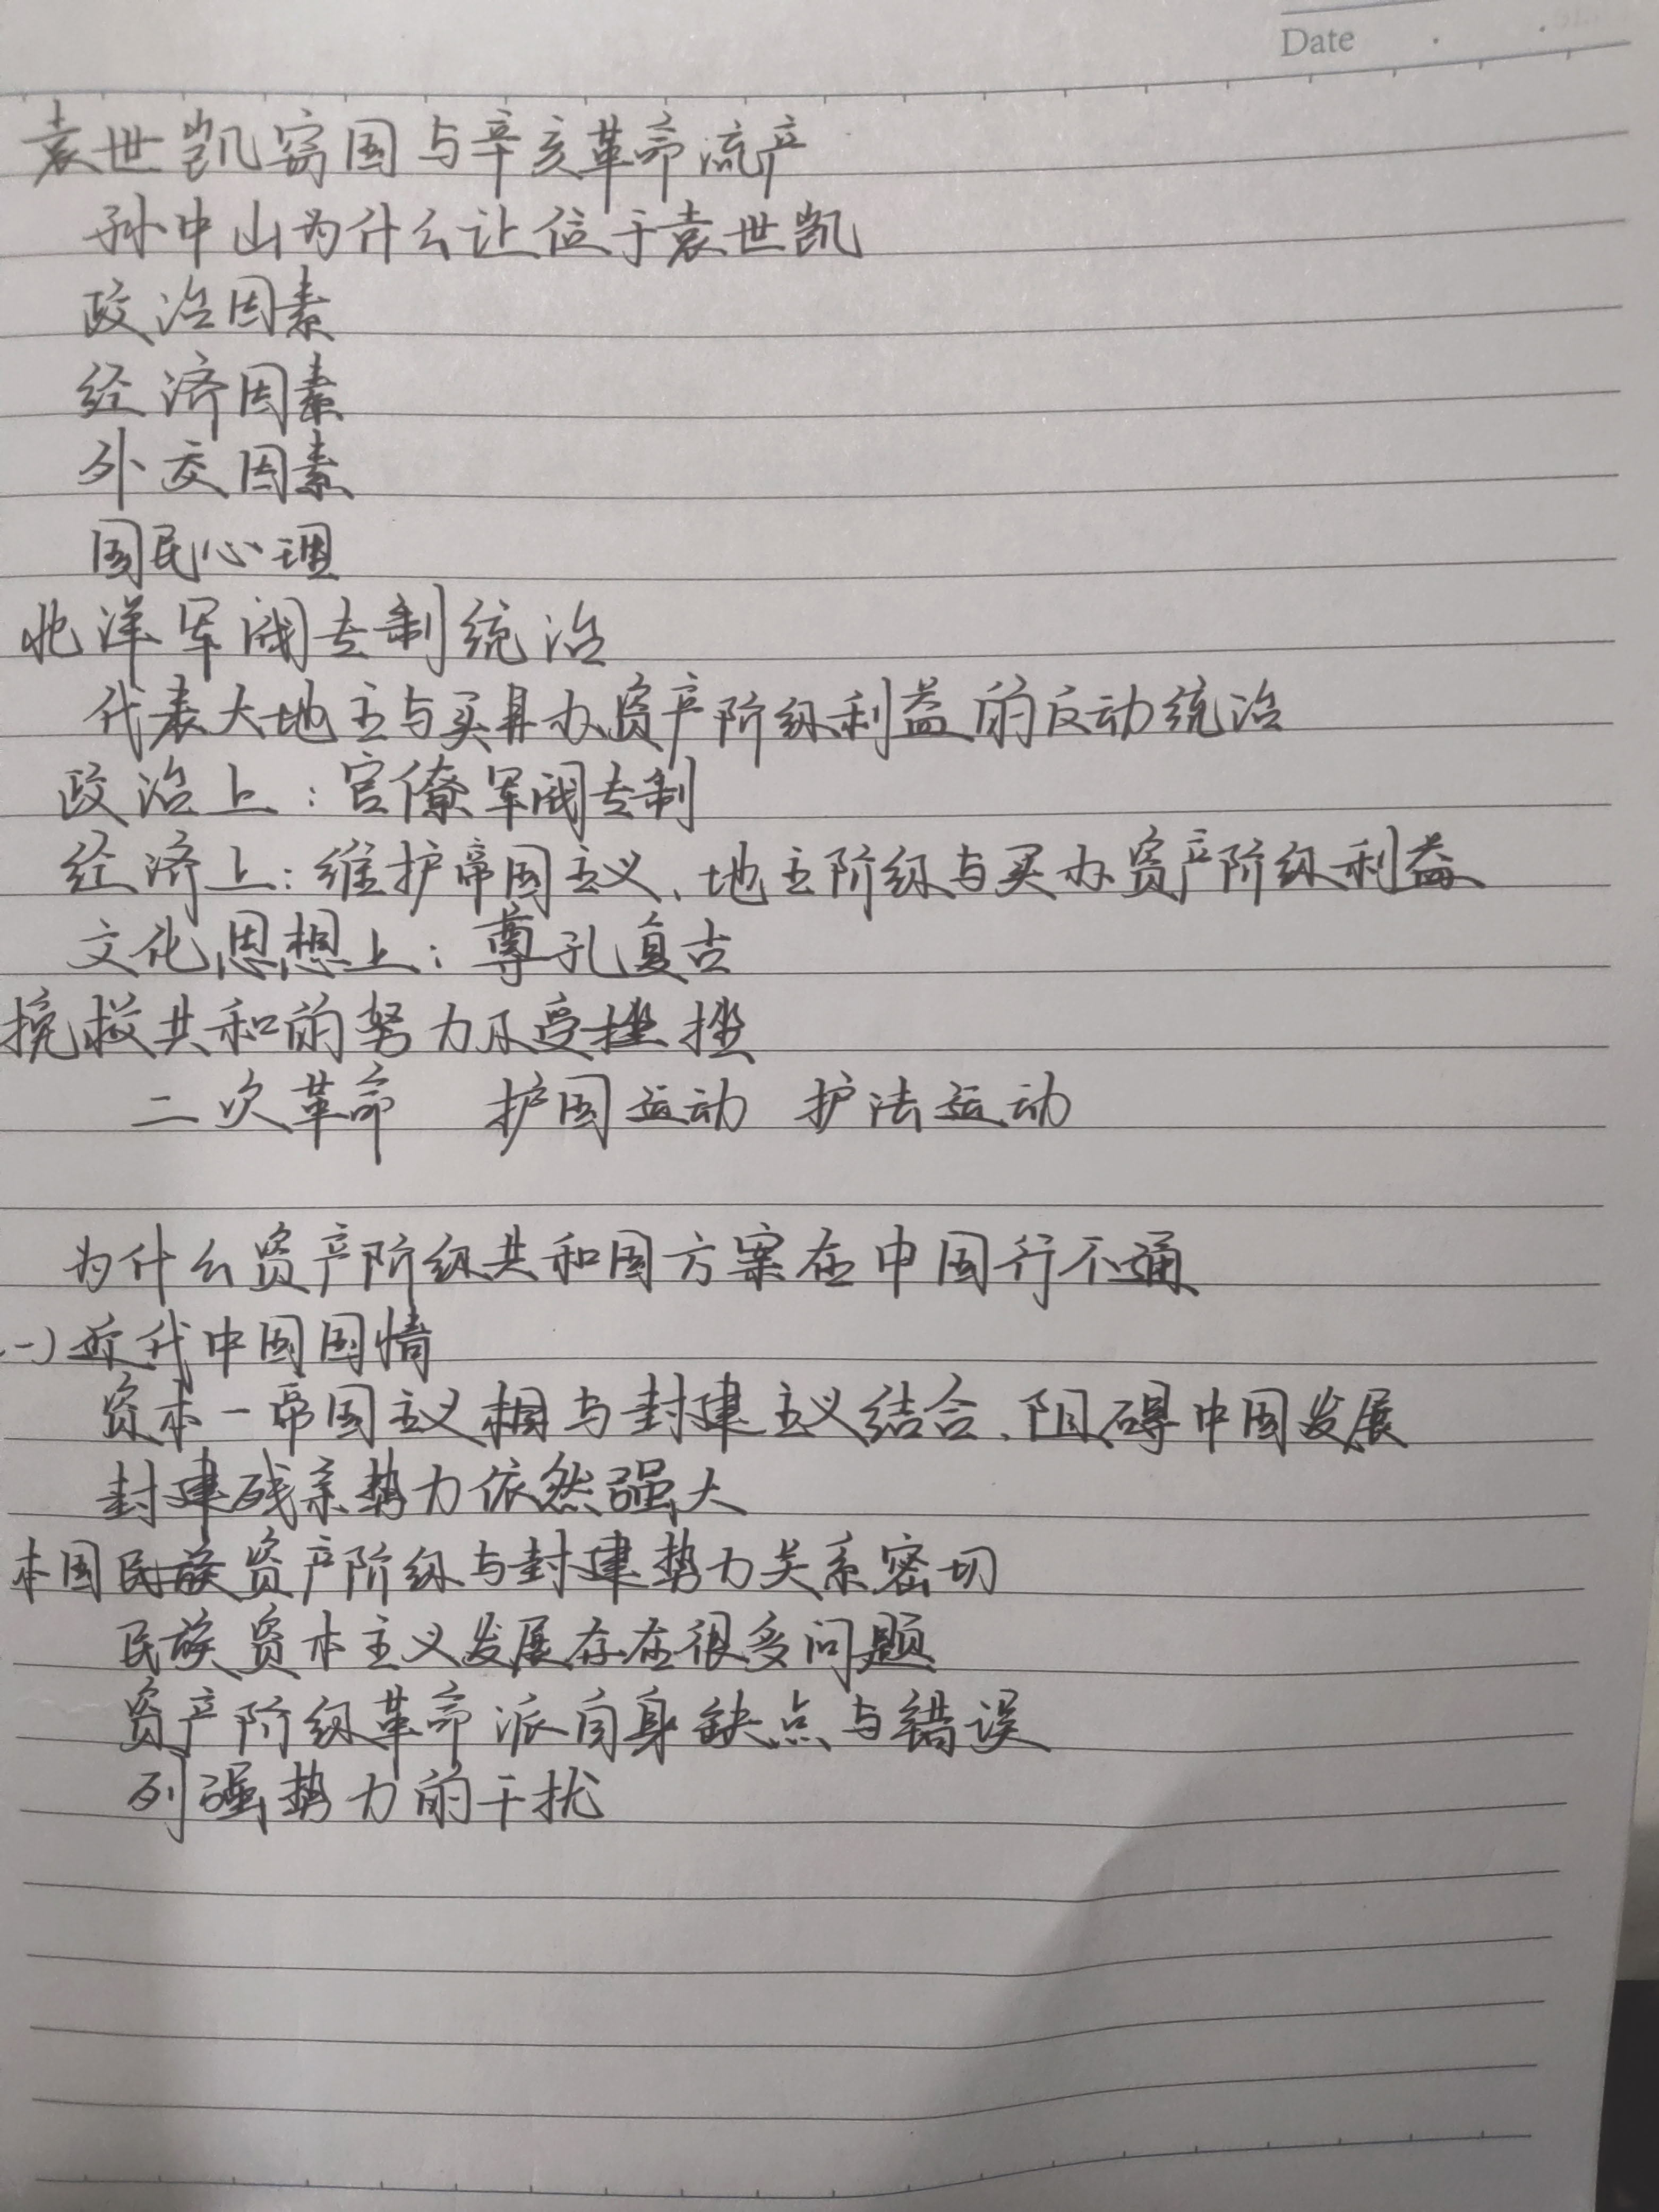 Date
袁世凯窃国与辛亥革命流产
孙中山为什么让位于袁世凯
政治因素
经济因素
外交因素
国民心理
北洋军阀专制统治
代表大地主与买办资产阶级利益的反动统治
政治上：官僚军阀专制
经济上：维护帝国主义、地主阶级与买办资产阶级利益
文化思想上：尊孔复古
挽救共和的努力及受挫
二次革命 护国运动 护法运动
为什么资产阶级共和国方案在中国行不通
一)近代中国国情
资本－帝国主义相与封建主义结合、阻碍中国发展
封建残余势力依然强大
本国民族资产阶级与封建势力关系密切
民族资本主义发展存在很多问题
资产阶级革命派自身缺点与错误
列强势力的干扰